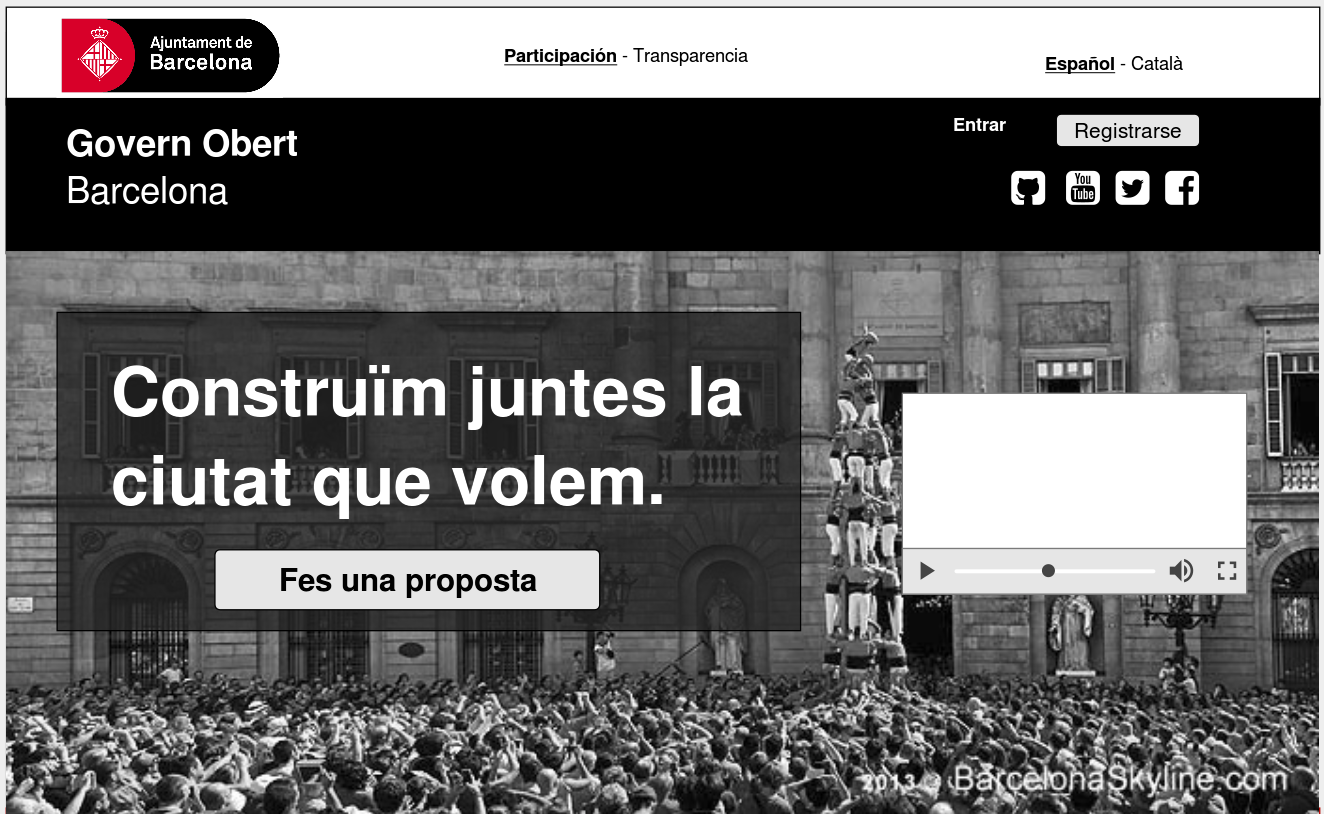 Ajuntament de
Barcelona
Participación - Transparencia
Español - Català
Govern Obert
Barcelona
Entrar
Registrarse
You
Tube
Construïm juntes la
ciutat que volem.
Fes una proposta
2013 © BarcelonaSkyline.com